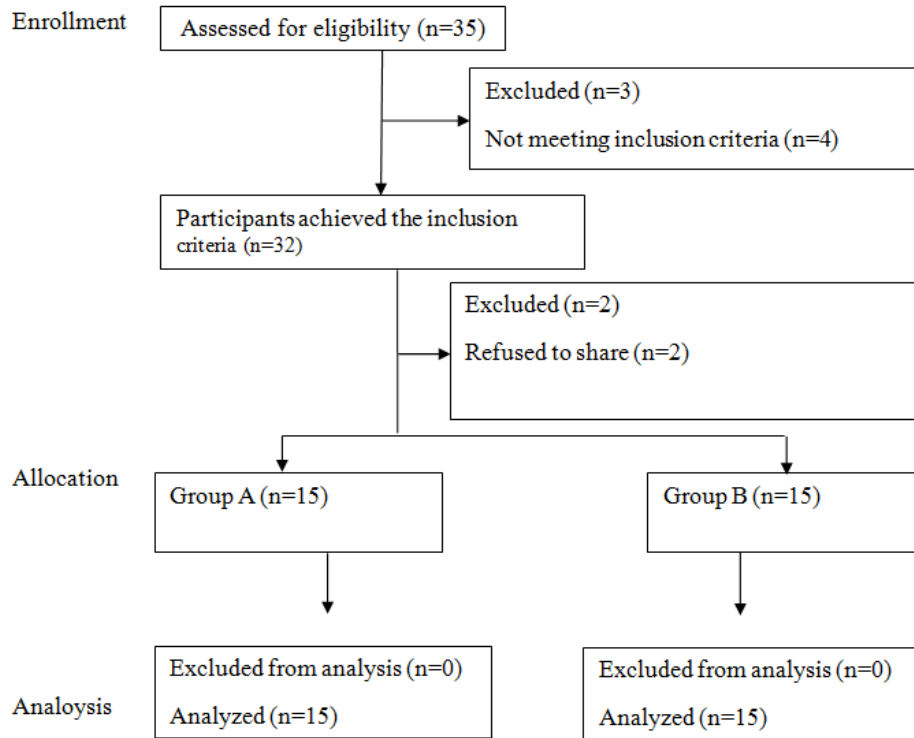 Enrollment
Assessed for eligibility (n=35)
Excluded (n=3)
Not meeting inclusion criteria (n=4)
Participants achieved the inclusion
criteria (n=32)
Excluded (n=2)
Refused to share (n=2)
Allocation
Group A (n=15)
Group B (n=15)
Excluded from analysis (n=0)
Analyzed (n=15)
Excluded from analysis (n=0)
Analyzed (n=15)
Analoysis